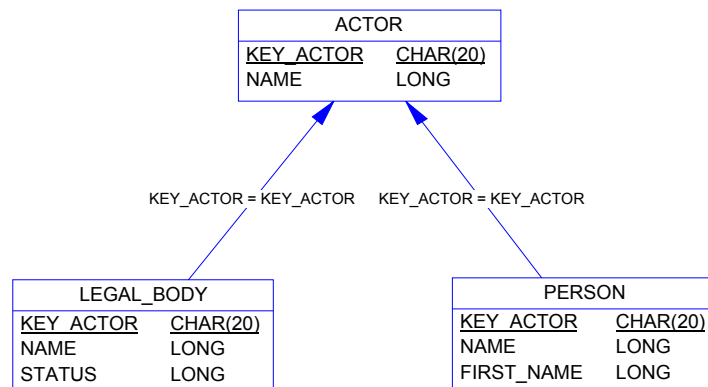 ACTOR
KEY_ACTOR CHAR(20)
NAME LONG
KEY_ACTOR = KEY_ACTOR KEY_ACTOR = KEY_ACTOR
LEGAL_BODY
KEY_ACTOR CHAR(20)
NAME LONG
STATUS LONG
PERSON
KEY_ACTOR CHAR(20)
NAME LONG
FIRST_NAME LONG